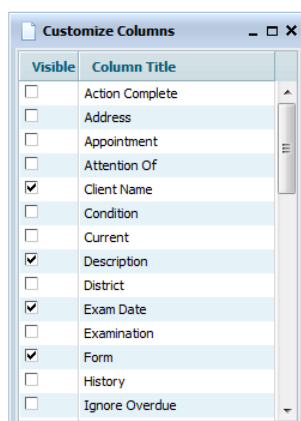 Customize Columns
Visible Column Title
Action Complete
Address
Appointment
Attention Of
Client Name
Condition
Current
Description
District
Exam Date
Examination
Form
History
Ignore Overdue